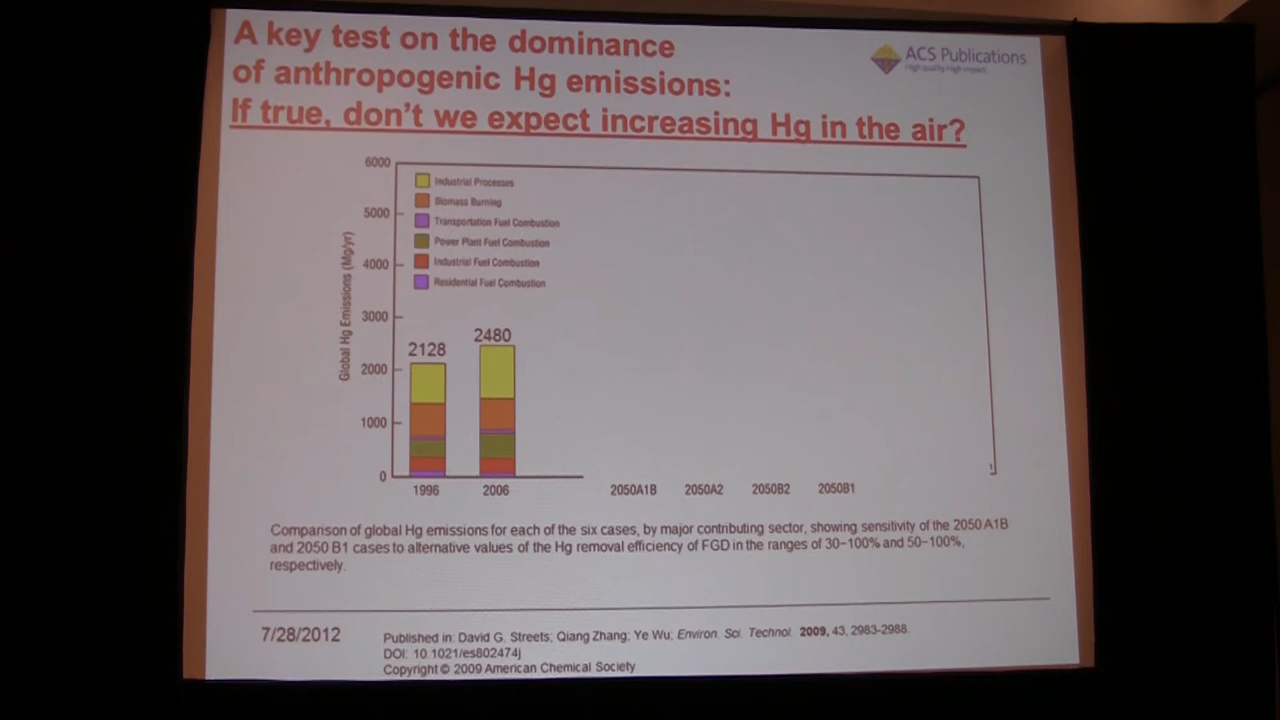 A key test on the dominance
of anthropogenic Hg emissions:
If true, don't we expect increasing Hg in the air?
ACS Publications
High quality. High impact.
6000
5000
4000
3000
2000
1000
0
Global Hg Emissions (Mg/yr)
Industrial Processes
Biomass Burning
Transportation Fuel Combustion
Power Plant Fuel Combustion
Industrial Fuel Combustion
Residential Fuel Combustion
2128
2480
1996
2006
2050A1B
2050A2
2050B2
2050B1
Comparison of global Hg emissions for each of the six cases, by major contributing sector, showing sensitivity of the 2050 A1B
and 2050 B1 cases to alternative values of the Hg removal efficiency of FGD in the ranges of 30−100% and 50−100%,
respectively.
7/28/2012
Published in: David G. Streets; Qiang Zhang; Ye Wu; Environ. Sci. Technol. 2009, 43, 2983-2988.
DOI: 10.1021/es802474j
Copyright © 2009 American Chemical Society